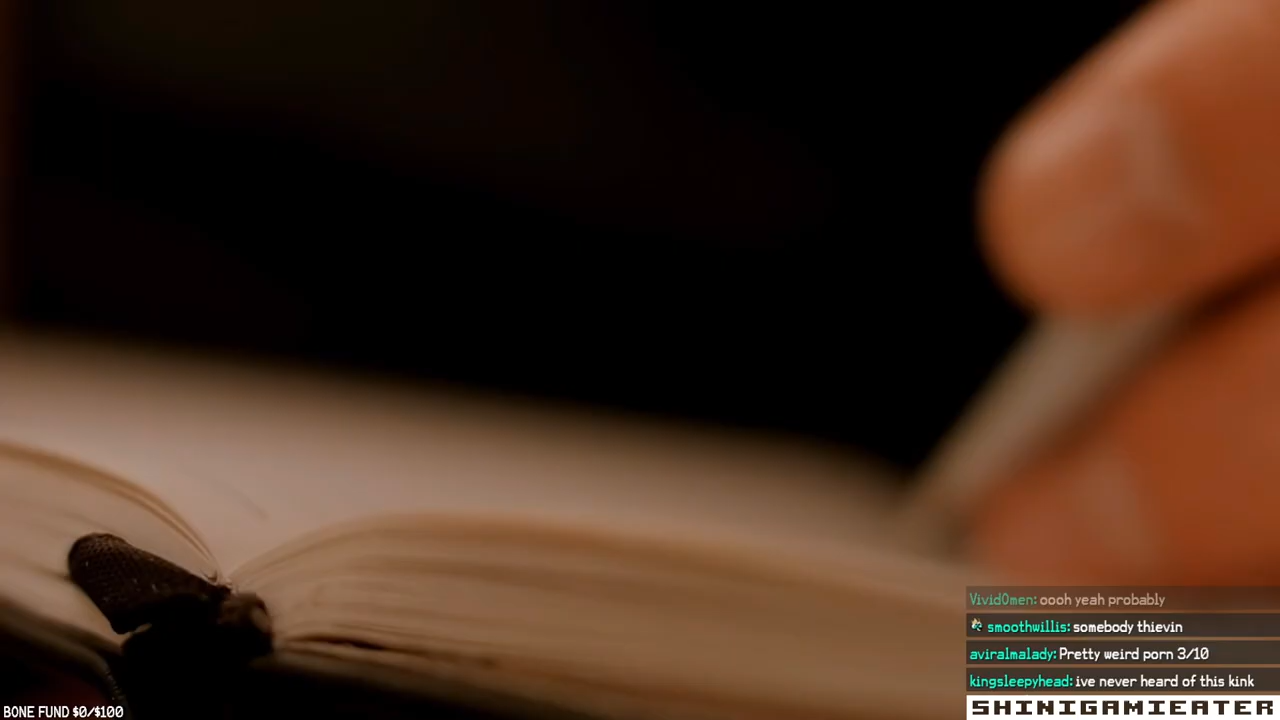 VividOmen: oooh yeah probably
smoothwillis: somebody thievin
aviralmalady: Pretty weird porn 3/10
kingsleepyhead: ive never heard of this kink
BONE FUND $0/$100
SHINIGAMIEATER